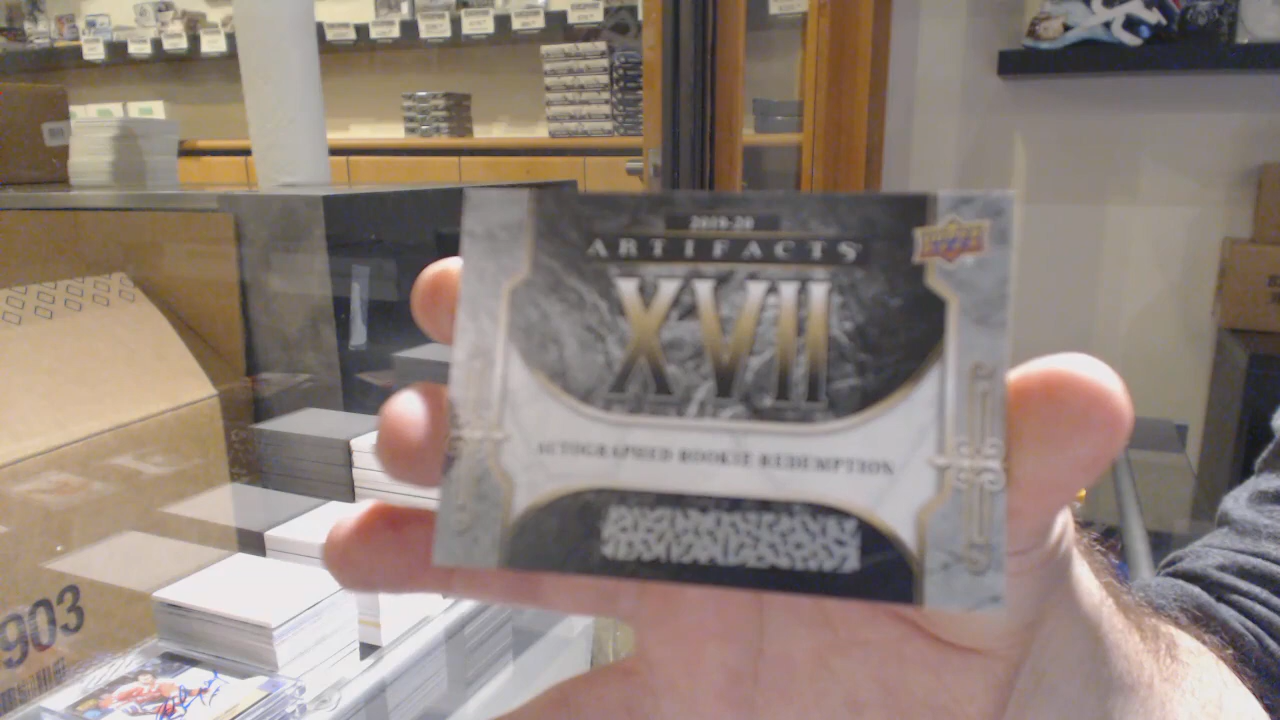 2019-20
ARTIFACTS
XVII
AUTOGRAPHED ROOKIE REDEMPTION
903